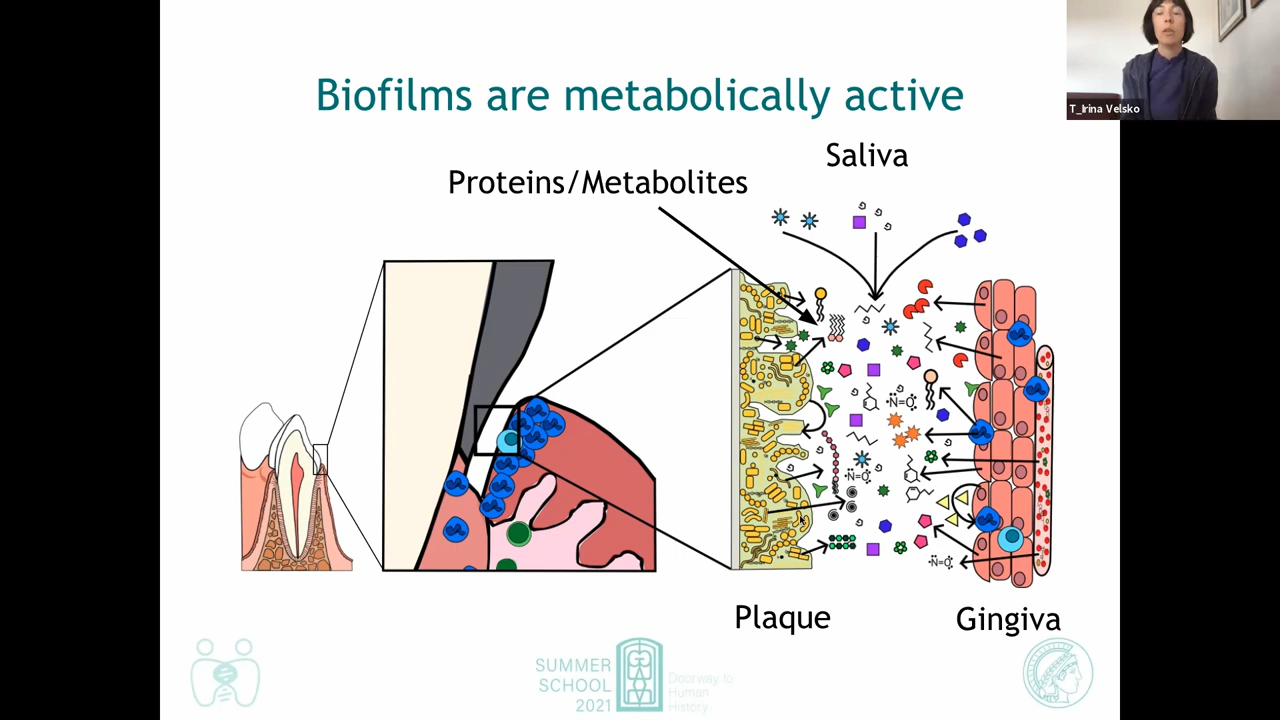 T_Irina Velsko
Biofilms are metabolically active
Saliva
Proteins/Metabolites
•N=O
•N=O
•N=O
Plaque
Gingiva
SUMMER
SCHOOL
2021
Doorway to
Human
History